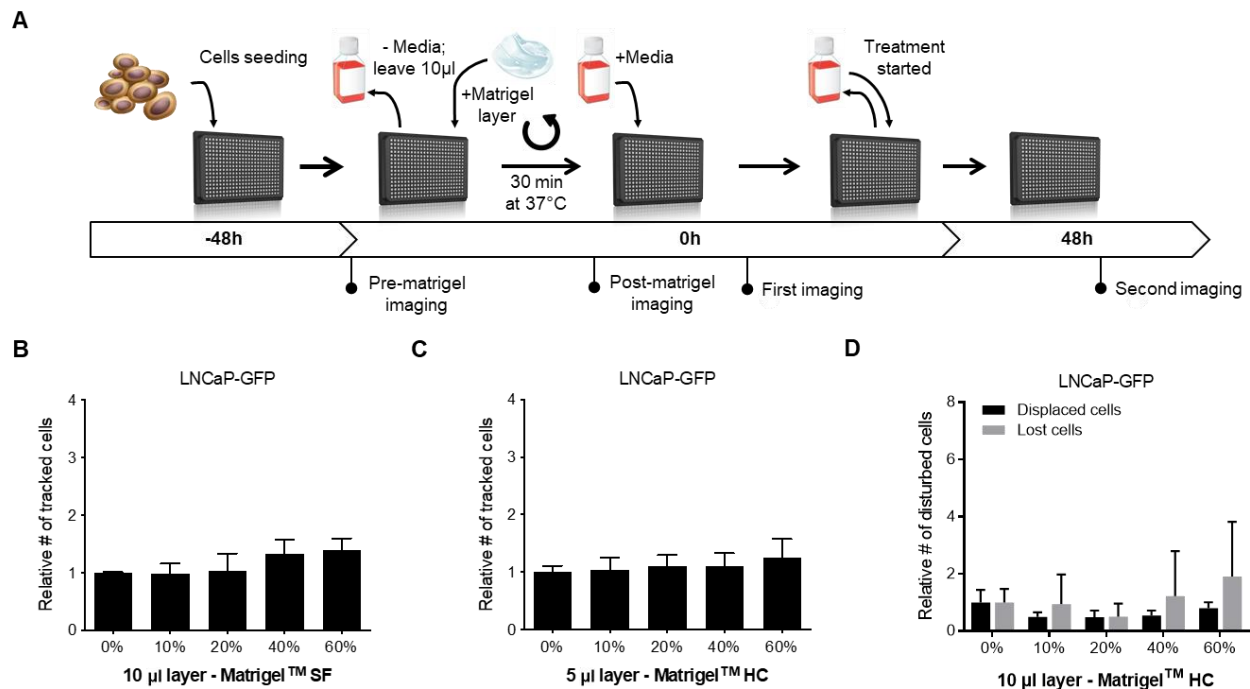 A
Cells seeding
- Media;
leave 10µl
+Matrigel
layer
+Media
Treatment
started
30 min
at 37°C
-48h
0h
48h
Pre-matrigel
imaging
Post-matrigel
imaging
First imaging
Second imaging
B
LNCaP-GFP
Relative # of tracked cells
4
3
2
1
0
0% 10% 20% 40% 60%
10 µl layer - Matrigel™ SF
C
LNCaP-GFP
Relative # of tracked cells
4
3
2
1
0
0% 10% 20% 40% 60%
5 µl layer - Matrigel™ HC
D
LNCaP-GFP
Displaced cells
Lost cells
Relative # of disturbed cells
8
6
4
2
0
0% 10% 20% 40% 60%
10 µl layer - Matrigel™ HC